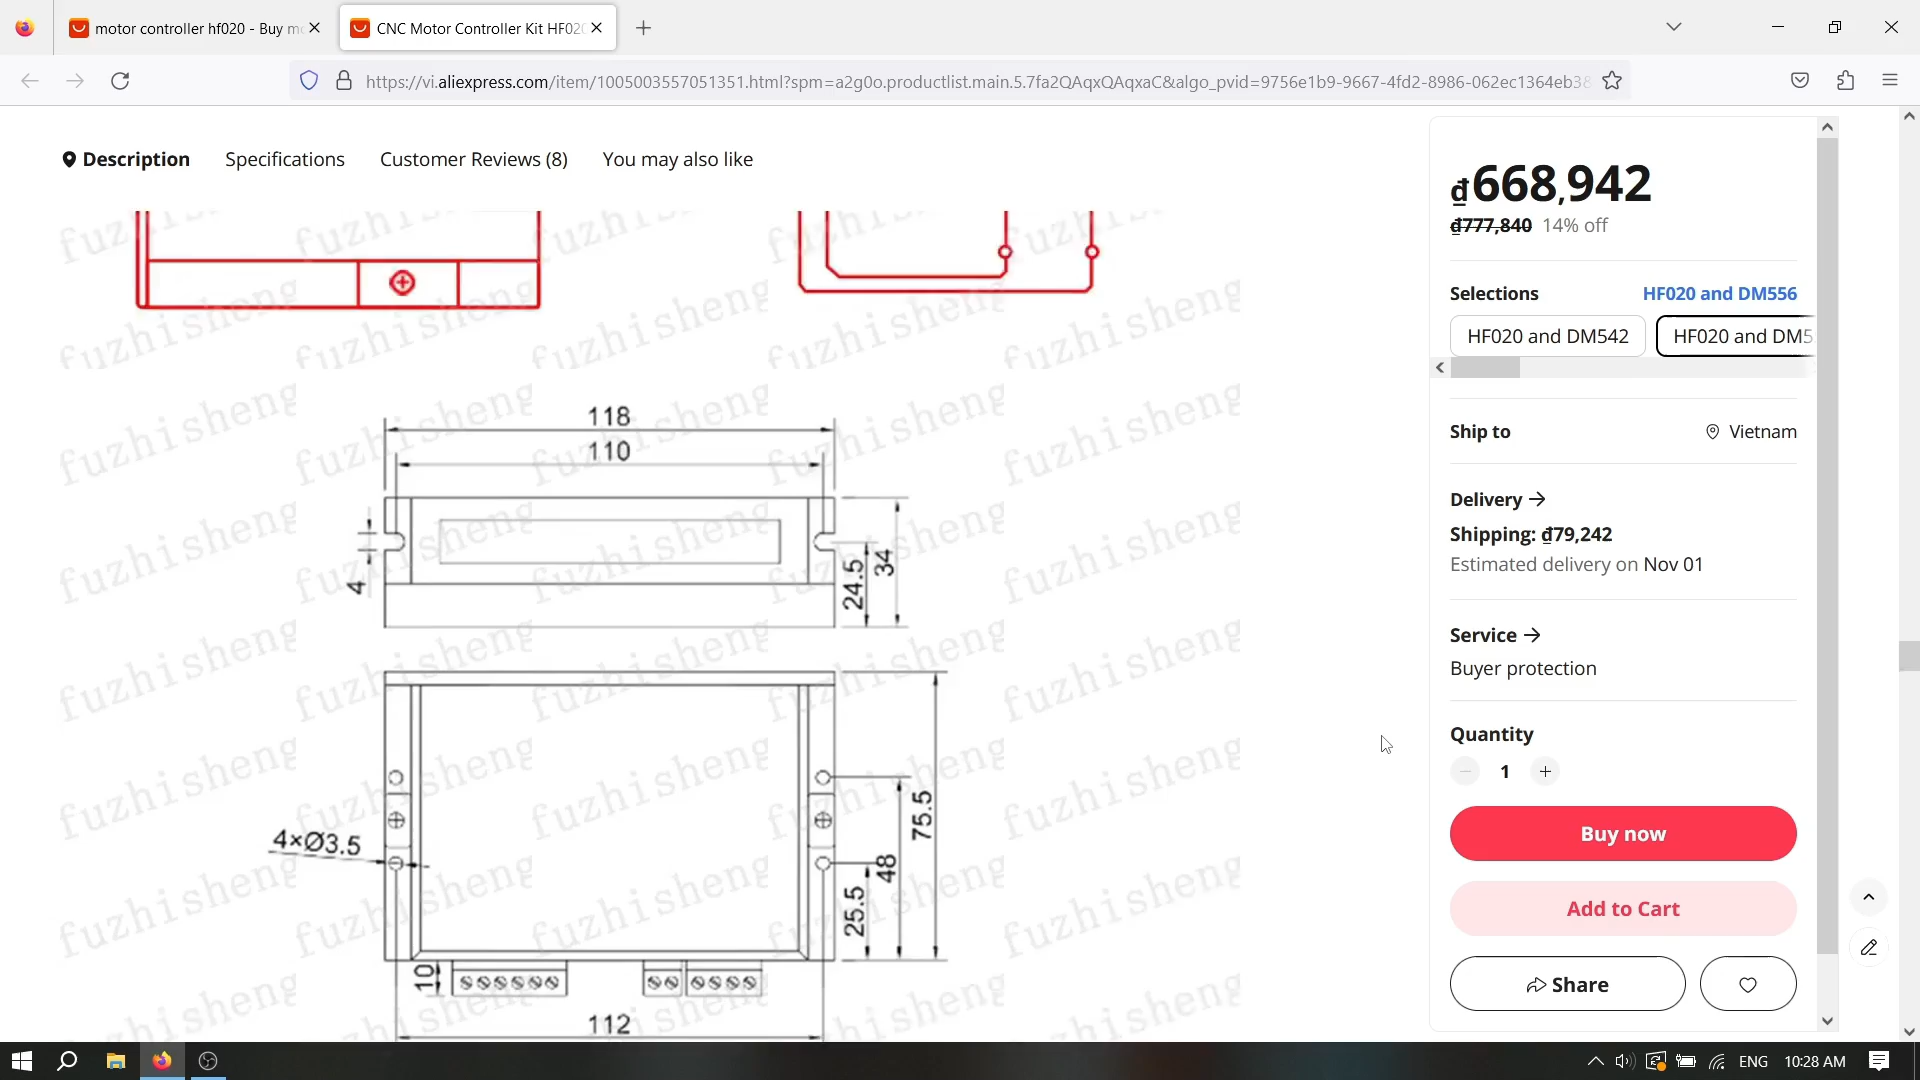 motor controller hf020 - Buy mo
CNC Motor Controller Kit HF020
https://vi.aliexpress.com/item/1005003557051351.html?spm=a2g0o.productlist.main.5.7fa2QAqxQAqxaC&algo_pvid=9756e1b9-9667-4fd2-8986-062ec1364eb38
Description
Specifications
Customer Reviews (8)
You may also like
fuzhisheng
118
110
4
24.5
34
4×Ø3.5
75.5
48
25.5
10
112
₫668,942
₫777,840 14% off
Selections HF020 and DM556
HF020 and DM542
HF020 and DM5
Ship to Vietnam
Delivery →
Shipping: ₫79,242
Estimated delivery on Nov 01
Service →
Buyer protection
Quantity
1
Buy now
Add to Cart
Share
ENG 10:28 AM